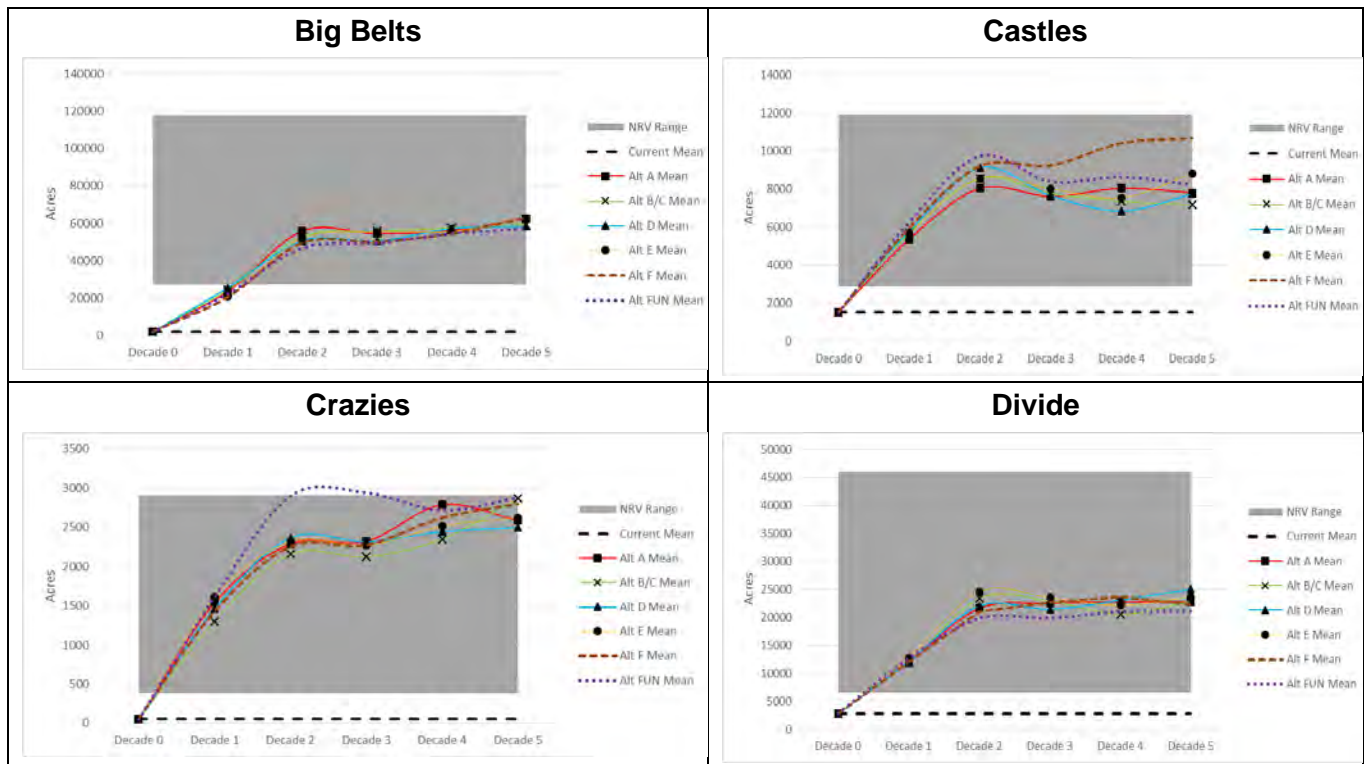 Big Belts
140000
120000
100000
80000
60000
40000
20000
0
Acres
Decade 0 Decade 1 Decade 2 Decade 3 Decade 4 Decade 5
NRV Range
Current Mean
Alt A Mean
Alt B/C Mean
Alt D Mean
Alt E Mean
Alt F Mean
Alt FUN Mean
Castles
14000
12000
10000
8000
6000
4000
2000
0
Acres
Decade 0 Decade 1 Decade 2 Decade 3 Decade 4 Decade 5
NRV Range
Current Mean
Alt A Mean
Alt B/C Mean
Alt D Mean
Alt E Mean
Alt F Mean
Alt FUN Mean
Crazies
3500
3000
2500
2000
1500
1000
500
0
Acres
Decade 0 Decade 1 Decade 2 Decade 3 Decade 4 Decade 5
NRV Range
Current Mean
Alt A Mean
Alt B/C Mean
Alt D Mean
Alt E Mean
Alt F Mean
Alt FUN Mean
Divide
50000
45000
40000
35000
30000
25000
20000
15000
10000
5000
0
Acres
Decade 0 Decade 1 Decade 2 Decade 3 Decade 4 Decade 5
NRV Range
Current Mean
Alt A Mean
Alt B/C Mean
Alt D Mean
Alt E Mean
Alt F Mean
Alt FUN Mean